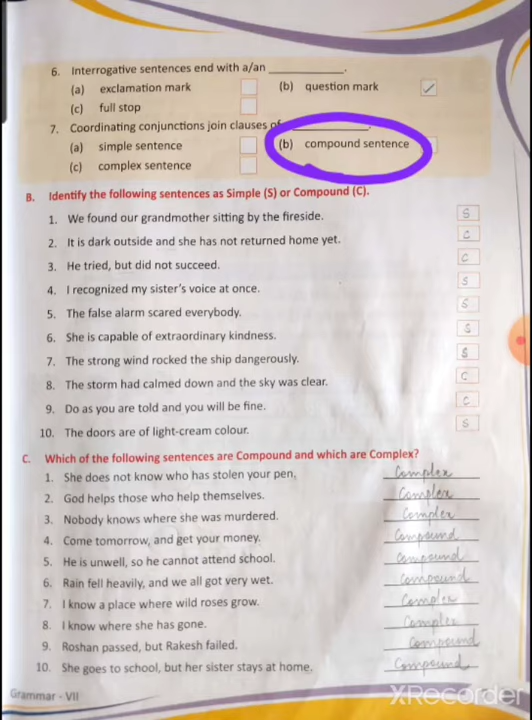 6. Interrogative sentences end with a/an ____________.
(a) exclamation mark (b) question mark ✓
(c) full stop
7. Coordinating conjunctions join clauses of ____________.
(a) simple sentence (b) compound sentence
(c) complex sentence
B. Identify the following sentences as Simple (S) or Compound (C).
1. We found our grandmother sitting by the fireside. S
2. It is dark outside and she has not returned home yet. C
3. He tried, but did not succeed. C
4. I recognized my sister's voice at once. S
5. The false alarm scared everybody. S
6. She is capable of extraordinary kindness. S
7. The strong wind rocked the ship dangerously. S
8. The storm had calmed down and the sky was clear. C
9. Do as you are told and you will be fine. C
10. The doors are of light-cream colour. S
C. Which of the following sentences are Compound and which are Complex?
1. She does not know who has stolen your pen. Complex
2. God helps those who help themselves. Complex
3. Nobody knows where she was murdered. Complex
4. Come tomorrow, and get your money. Compound
5. He is unwell, so he cannot attend school. Compound
6. Rain fell heavily, and we all got very wet. Compound
7. I know a place where wild roses grow. Complex
8. I know where she has gone. Complex
9. Roshan passed, but Rakesh failed. Compound
10. She goes to school, but her sister stays at home. Compound
Grammar - VII
XRecorder